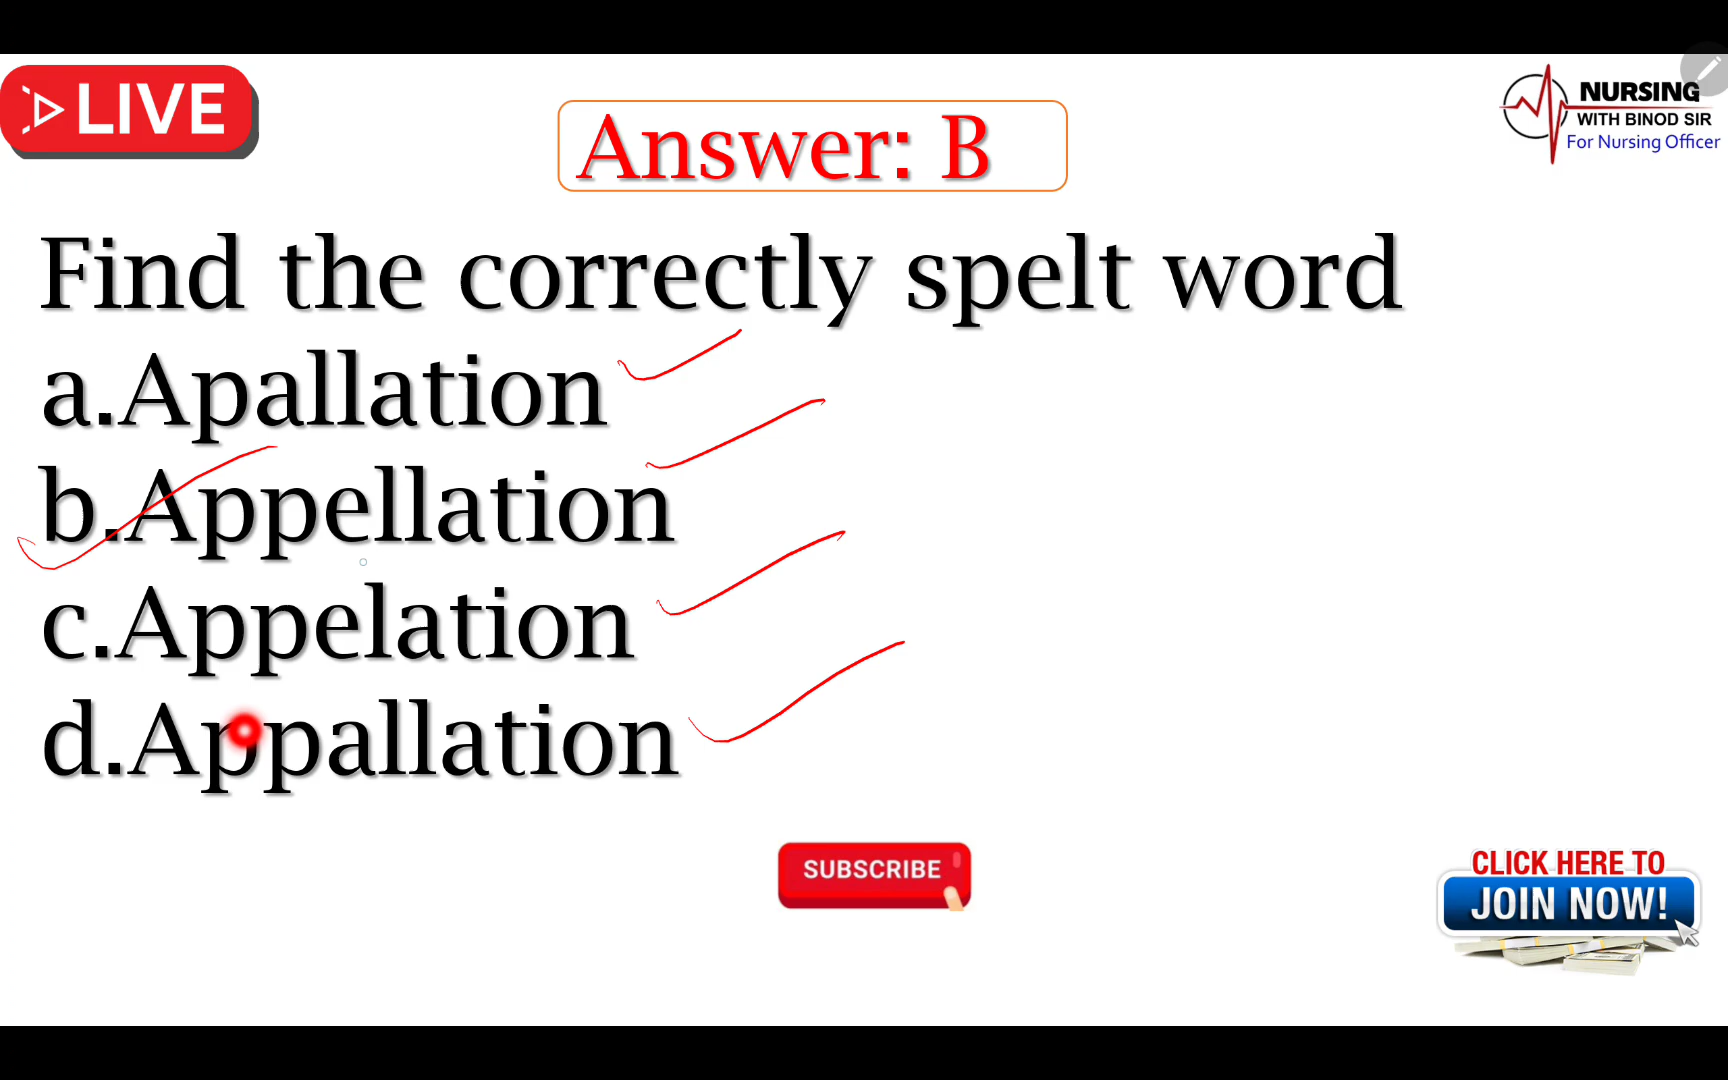 LIVE
Answer: B
NURSING
WITH BINOD SIR
For Nursing Officer
Find the correctly spelt word
a.Apallation
b.Appellation
c.Appelation
d.Appallation
SUBSCRIBE
CLICK HERE TO
JOIN NOW!